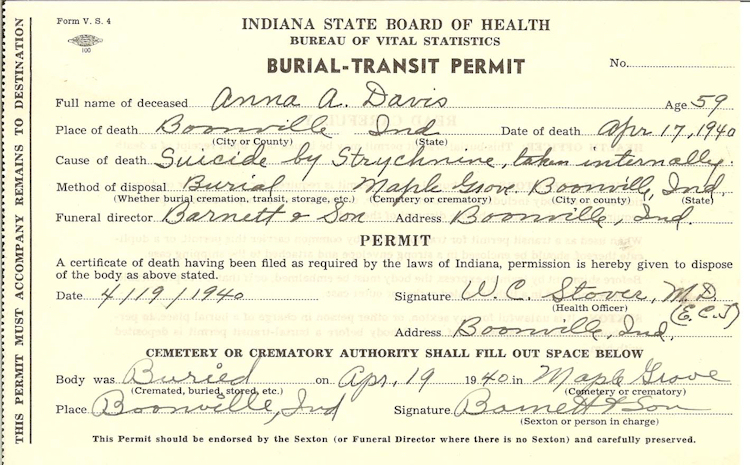 Form V. S. 4
100
INDIANA STATE BOARD OF HEALTH
BUREAU OF VITAL STATISTICS
BURIAL-TRANSIT PERMIT
No.
Full name of deceased Anna A. Davis Age 59
Place of death Boonville Ind Date of death Apr. 17, 1940
(City or County) (State)
Cause of death Suicide by Strychnine, taken internally.
Method of disposal Burial Maple Grove Boonville, Ind.
(Whether burial cremation, transit, storage, etc.) (Cemetery or crematory) (City or county) (State)
Funeral director Barnett & Son Address Boonville, Ind.
PERMIT
A certificate of death having been filed as required by the laws of Indiana, permission is hereby given to dispose
of the body as above stated.
Date 4/19/1940 Signature W. C. Stover, M.D.
(Health Officer) (E.C.J)
Address Boonville, Ind.
CEMETERY OR CREMATORY AUTHORITY SHALL FILL OUT SPACE BELOW
Body was Buried on Apr. 19 1940 in Maple Grove
(Cremated, buried, stored, etc.) (Cemetery or crematory)
Place Boonville, Ind Signature Barnett & Son
(Sexton or person in charge)
This Permit should be endorsed by the Sexton (or Funeral Director where there is no Sexton) and carefully preserved.
THIS PERMIT MUST ACCOMPANY REMAINS TO DESTINATION